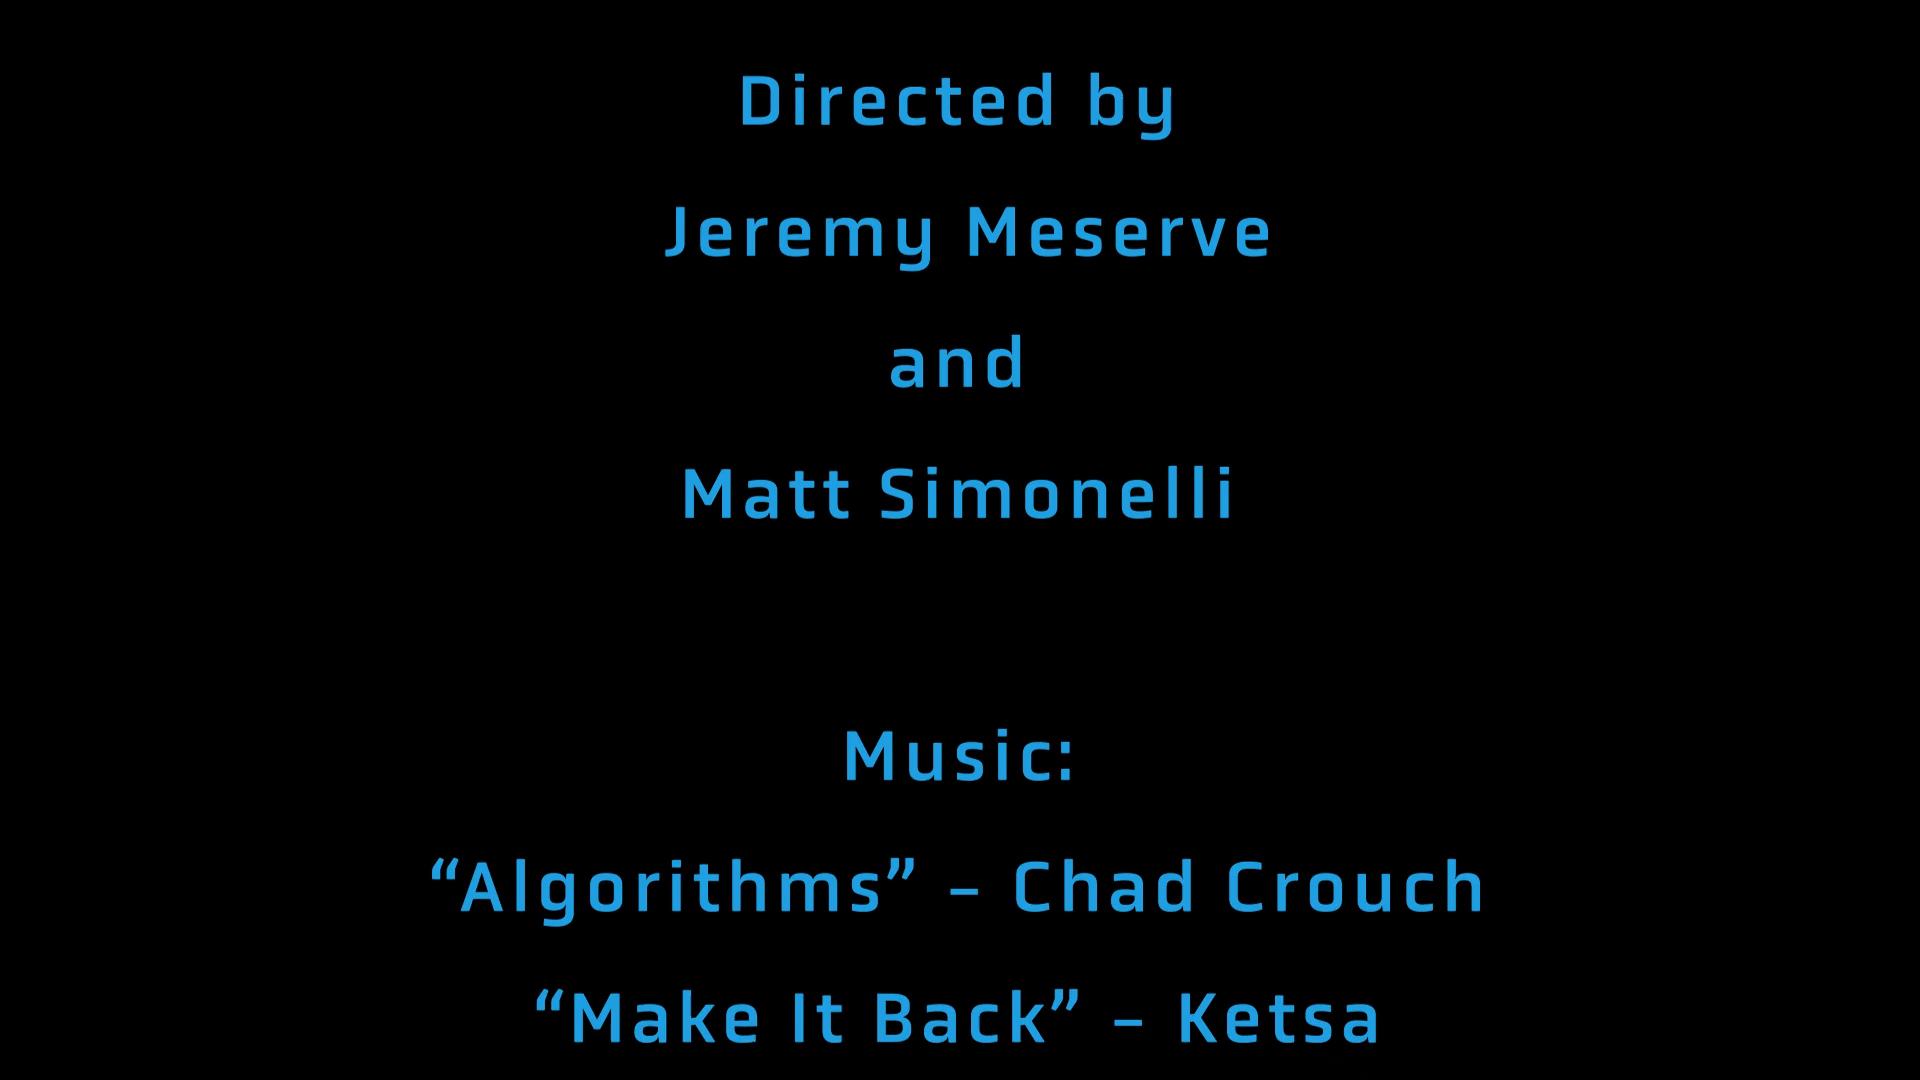 Directed by
Jeremy Meserve
and
Matt Simonelli
Music:
“Algorithms” – Chad Crouch
“Make It Back” – Ketsa